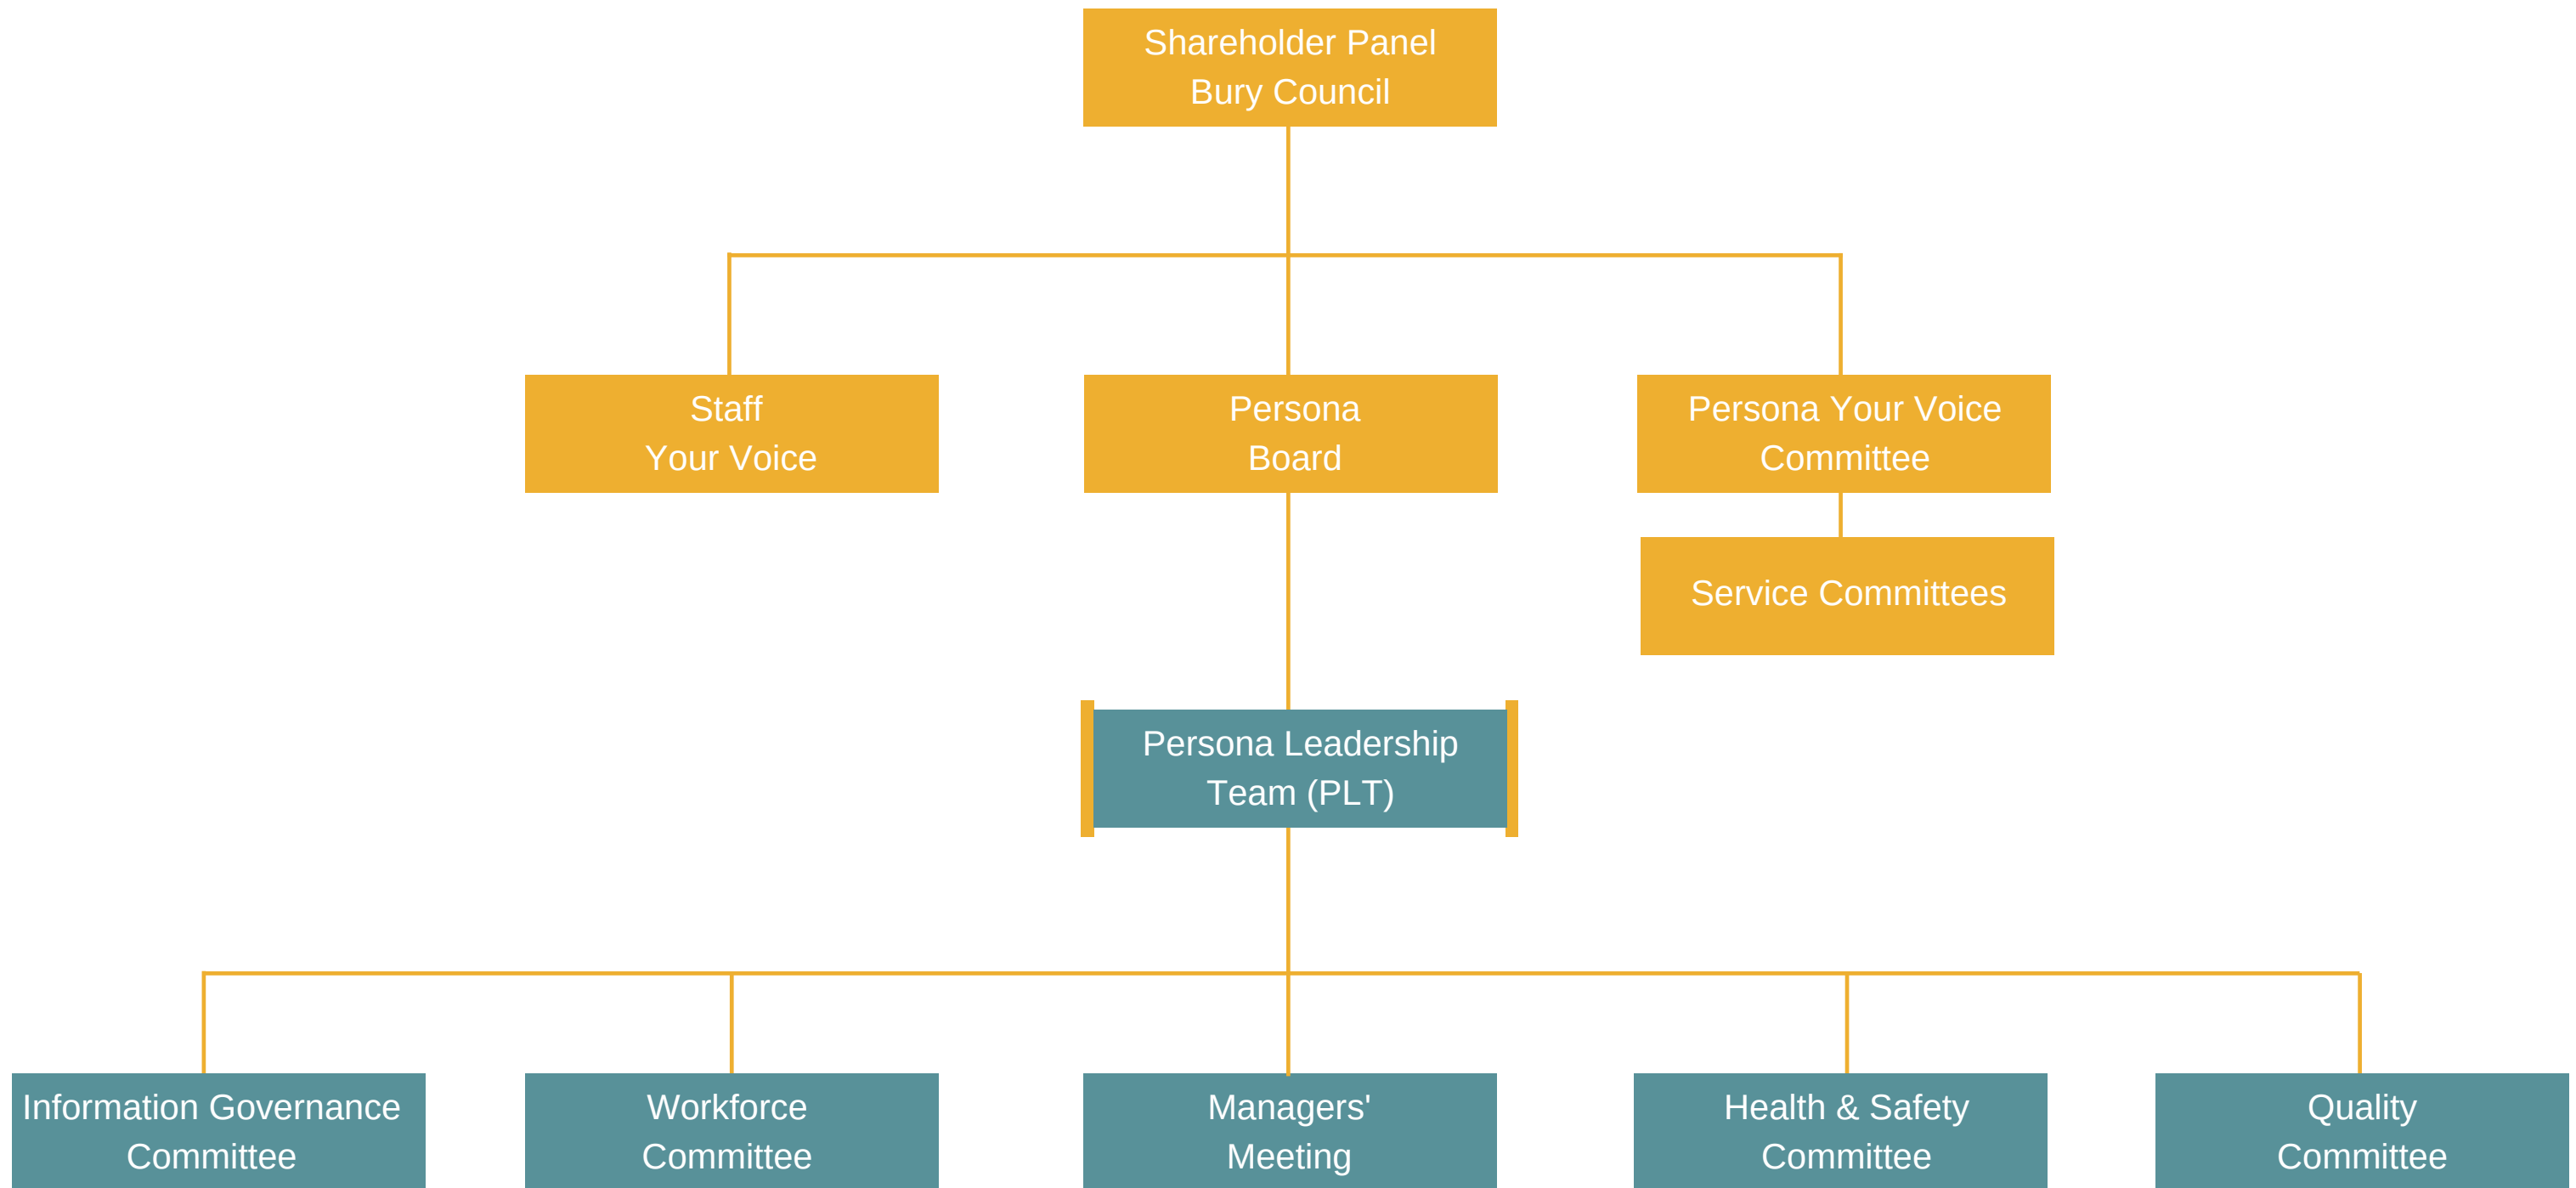 Shareholder Panel
Bury Council
Staff
Your Voice
Persona
Board
Persona Your Voice
Committee
Service Committees
Persona Leadership
Team (PLT)
Information Governance
Committee
Workforce
Committee
Managers'
Meeting
Health & Safety
Committee
Quality
Committee